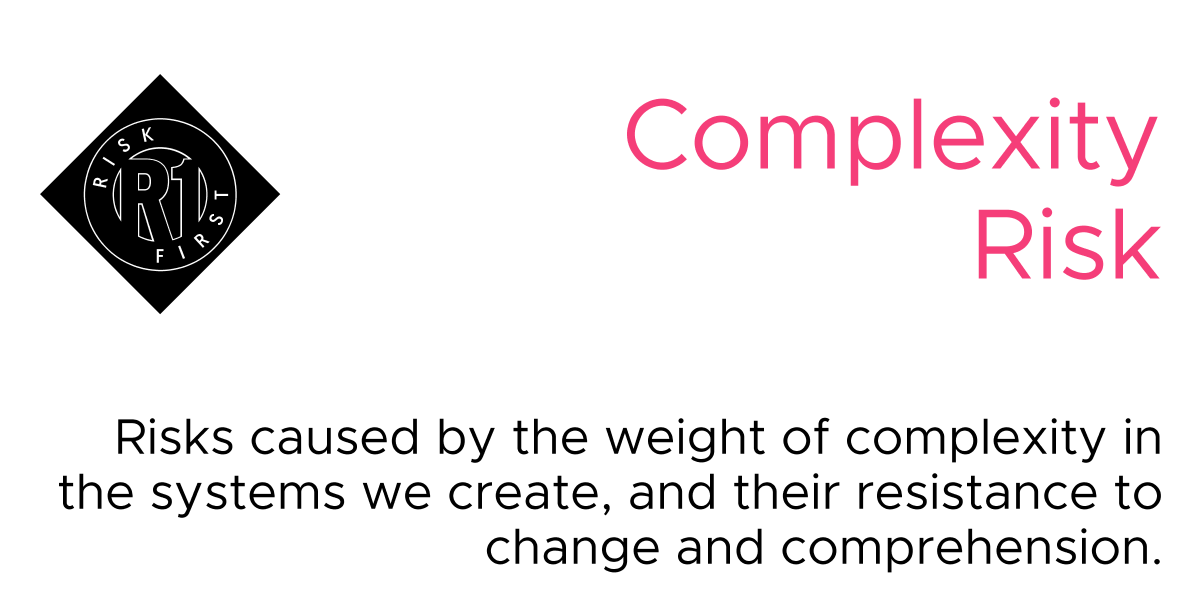 RISK
R1
FIRST
Complexity
Risk
Risks caused by the weight of complexity in
the systems we create, and their resistance to
change and comprehension.